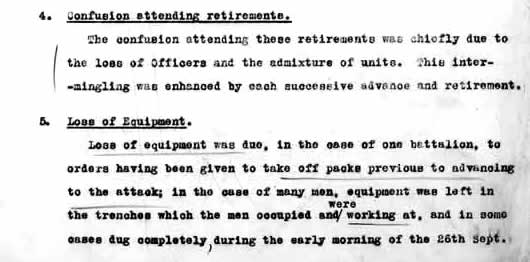 4. Confusion attending retirements.
The confusion attending these retirements was chiefly due to
the loss of Officers and the admixture of units. This inter-
-mingling was enhanced by each successive advance and retirement.
5. Loss of Equipment.
Loss of equipment was due, in the case of one battalion, to
orders having been given to take off packs previous to advancing
to the attack; in the case of many men, equipment was left in
were
the trenches which the men occupied and/ working at, and in some
cases dug completely, during the early morning of the 26th Sept.